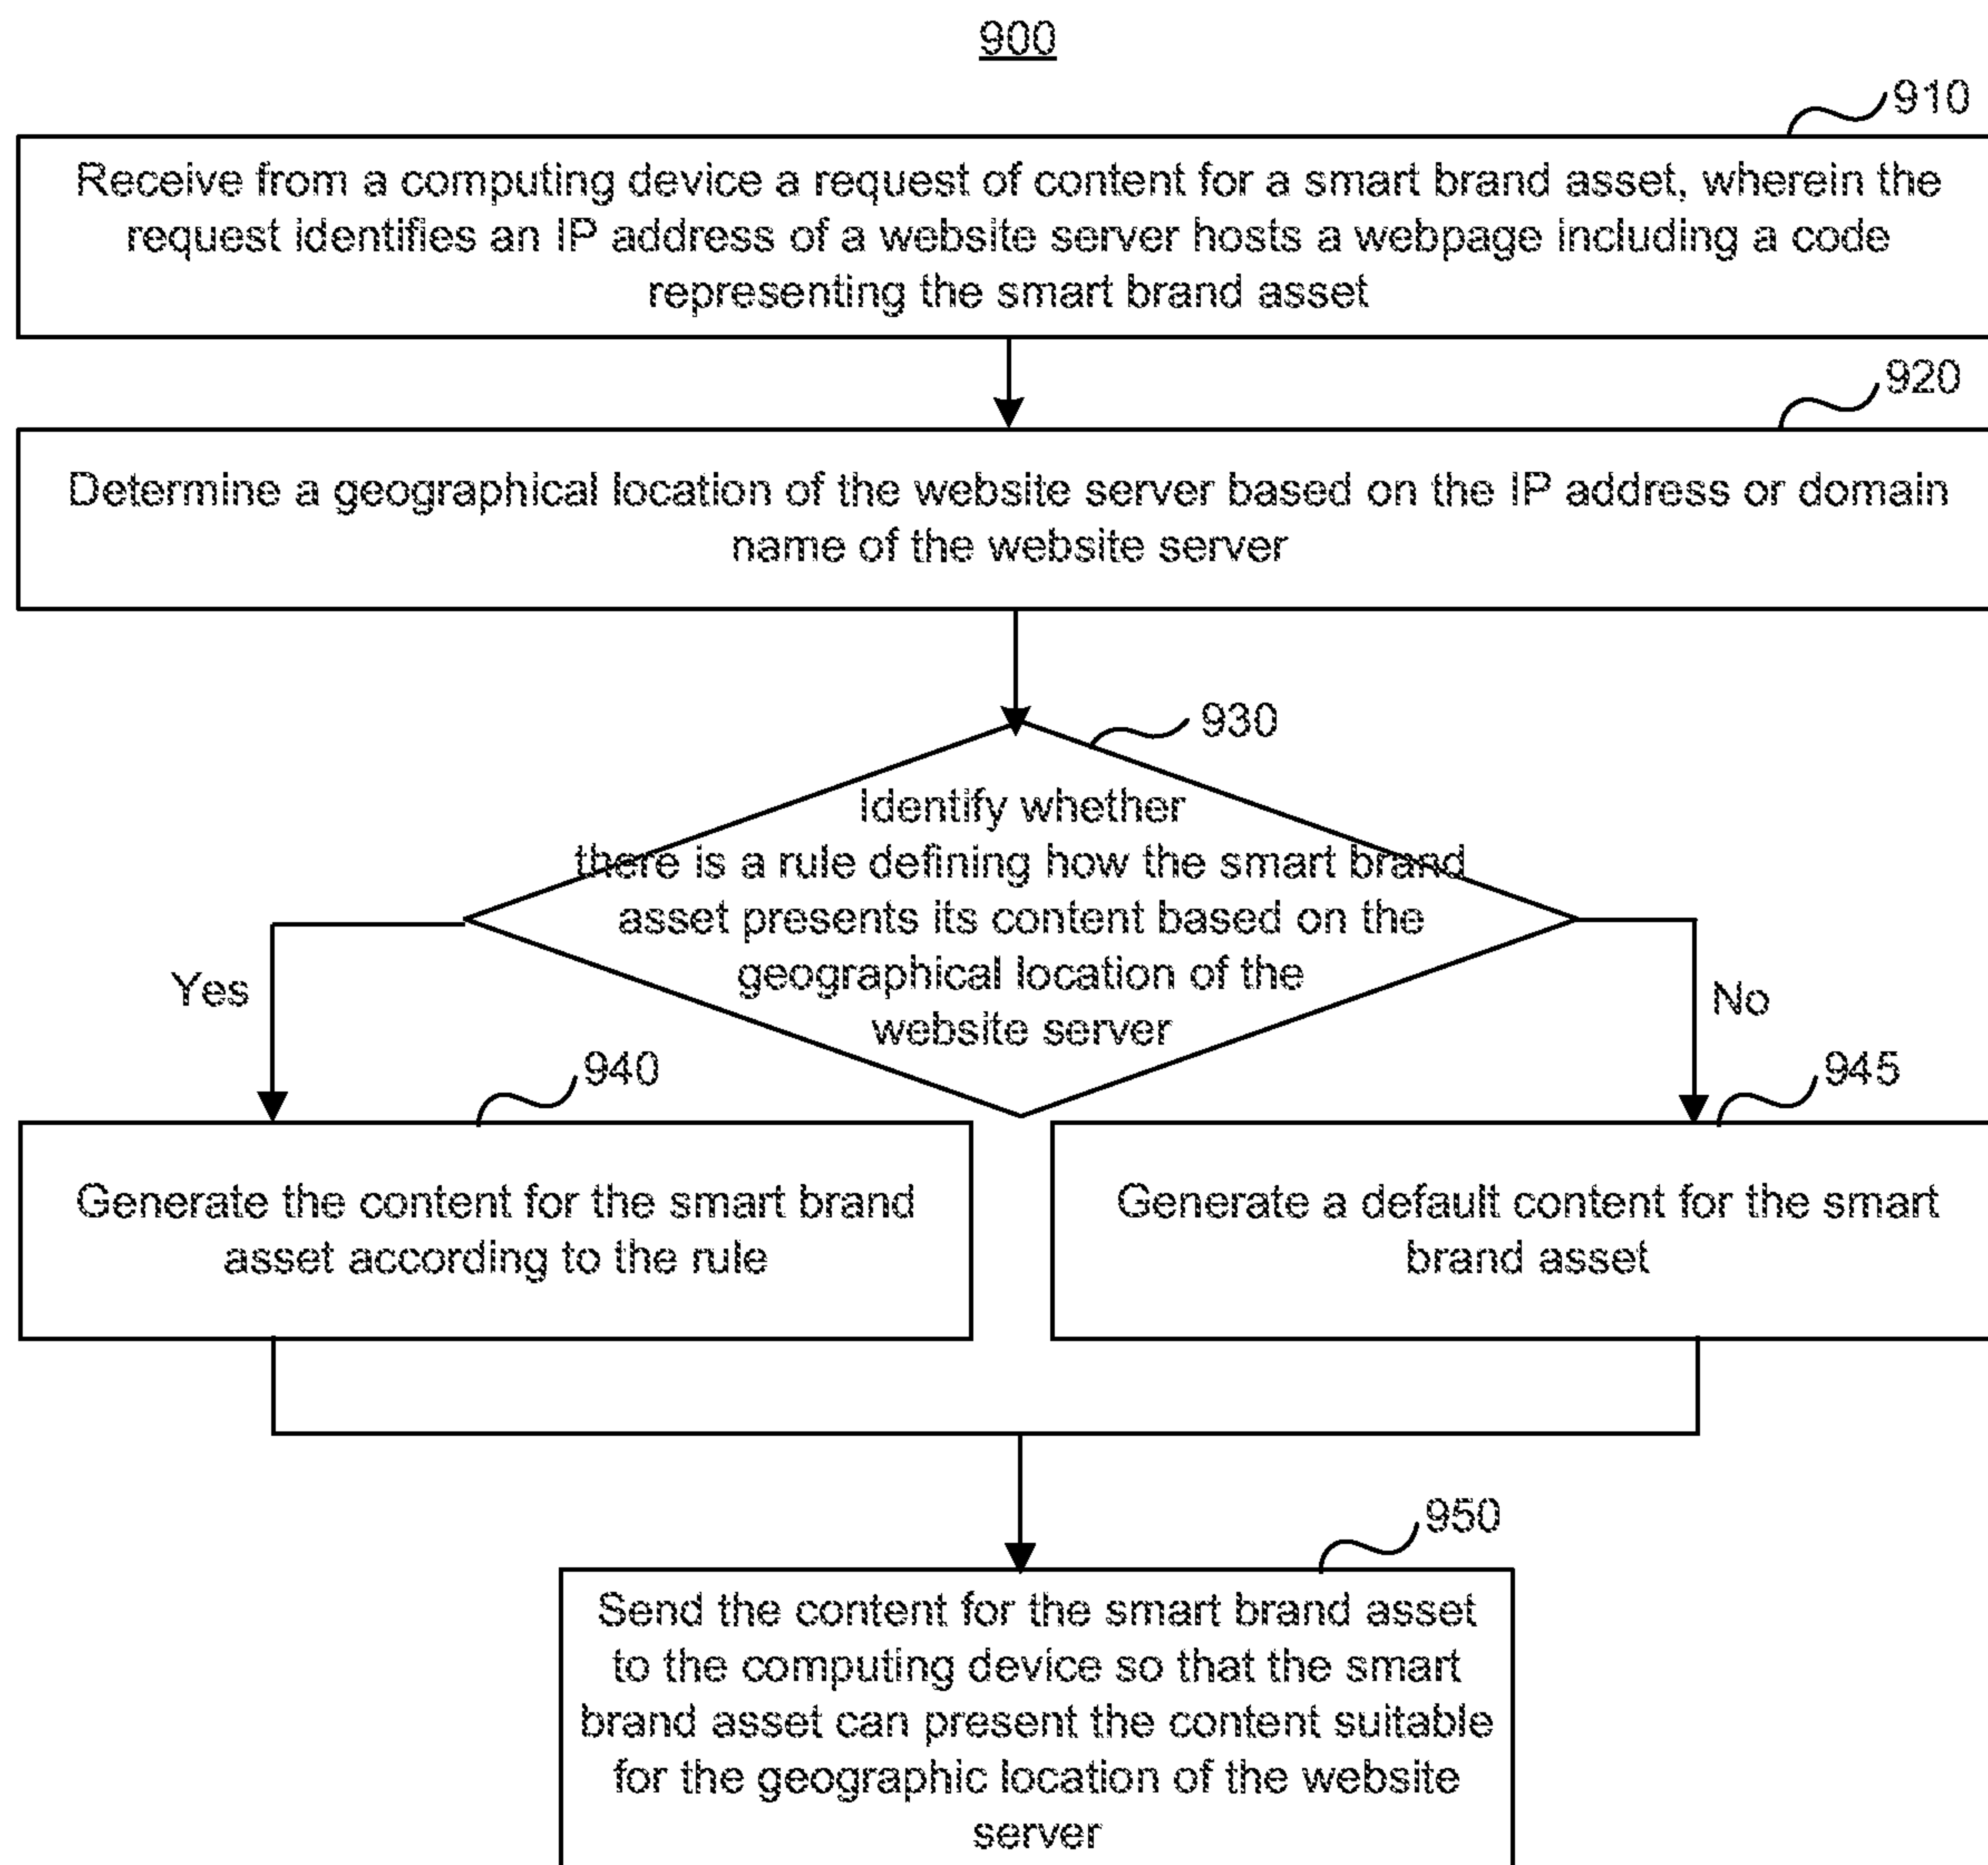 900
910
Receive from a computing device a request of content for a smart brand asset, wherein the
request identifies an IP address of a website server hosts a webpage including a code
representing the smart brand asset
920
Determine a geographical location of the website server based on the IP address or domain
name of the website server
930
Identify whether
there is a rule defining how the smart brand
asset presents its content based on the
geographical location of the
website server
Yes
No
940
945
Generate the content for the smart brand
asset according to the rule
Generate a default content for the smart
brand asset
950
Send the content for the smart brand asset
to the computing device so that the smart
brand asset can present the content suitable
for the geographic location of the website
server